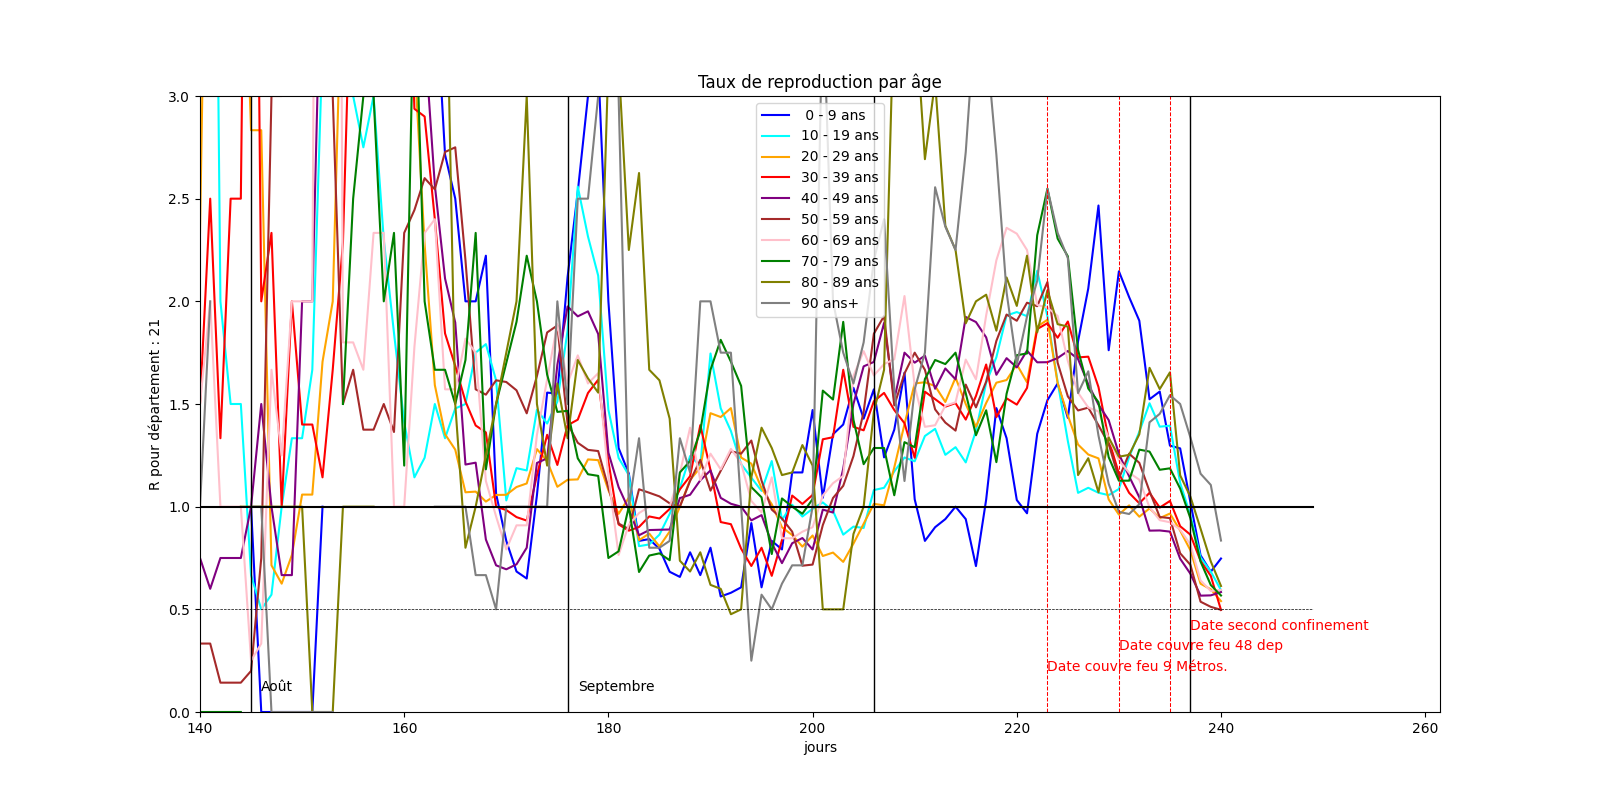 Taux de reproduction par âge
3.0
2.5
2.0
1.5
1.0
0.5
0.0
R pour département : 21
0 - 9 ans
10 - 19 ans
20 - 29 ans
30 - 39 ans
40 - 49 ans
50 - 59 ans
60 - 69 ans
70 - 79 ans
80 - 89 ans
90 ans+
Date second confinement
Date couvre feu 48 dep
Date couvre feu 9 Métros.
Août
Septembre
140
160
180
200
220
240
260
jours